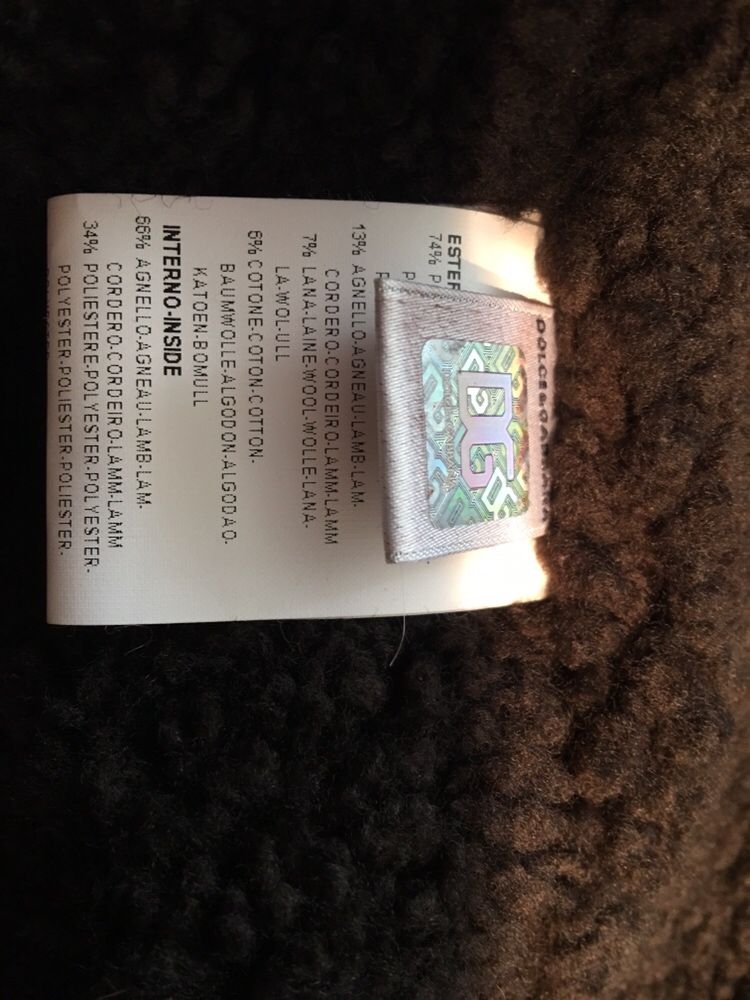 DOLCE&GAB
DG
74%
13% AGNELLO-AGNEAU-LAMB-LAM-
CORDERO-CORDEIRO-LAMM-LAMM
7% LANA-LAINE-WOOL-WOLLE-LANA-
LA-WOL-ULL
6% COTONE-COTON-COTTON-
BAUMWOLLE-ALGODON-ALGODAO-
KATOEN-BOMULL
INTERNO-INSIDE
66% AGNELLO-AGNEAU-LAMB-LAM-
CORDERO-CORDEIRO-LAMM-LAMM
34% POLIESTERE-POLYESTER-POLYESTER-
POLYESTER-POLIESTER-POLIESTER-